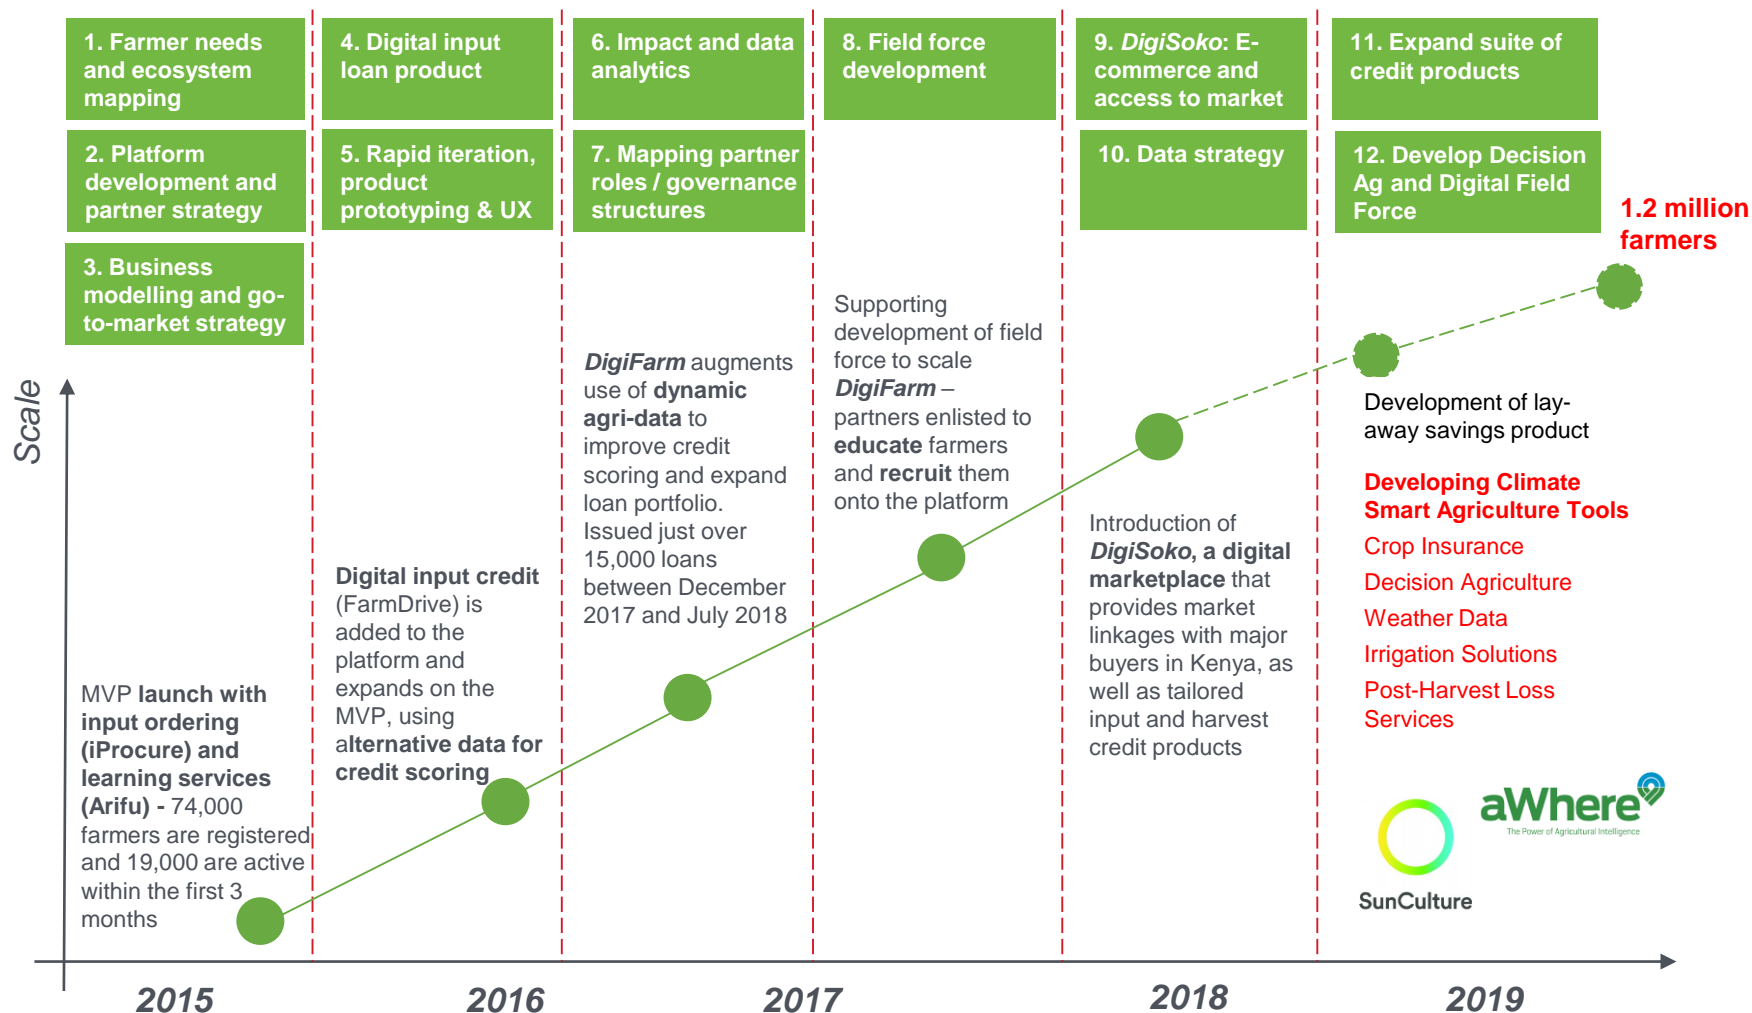 1. Farmer needs
and ecosystem
mapping
2. Platform
development and
partner strategy
3. Business
modelling and go-
to-market strategy
4. Digital input
loan product
5. Rapid iteration,
product
prototyping & UX
6. Impact and data
analytics
7. Mapping partner
roles / governance
structures
8. Field force
development
9. DigiSoko: E-
commerce and
access to market
10. Data strategy
11. Expand suite of
credit products
12. Develop Decision
Ag and Digital Field
Force
1.2 million
farmers
Scale
MVP launch with
input ordering
(iProcure) and
learning services
(Arifu) - 74,000
farmers are registered
and 19,000 are active
within the first 3
months
Digital input credit
(FarmDrive) is
added to the
platform and
expands on the
MVP, using
alternative data for
credit scoring
DigiFarm augments
use of dynamic
agri-data to
improve credit
scoring and expand
loan portfolio.
Issued just over
15,000 loans
between December
2017 and July 2018
Supporting
development of field
force to scale
DigiFarm –
partners enlisted to
educate farmers
and recruit them
onto the platform
Introduction of
DigiSoko, a digital
marketplace that
provides market
linkages with major
buyers in Kenya, as
well as tailored
input and harvest
credit products
Development of lay-
away savings product
Developing Climate
Smart Agriculture Tools
Crop Insurance
Decision Agriculture
Weather Data
Irrigation Solutions
Post-Harvest Loss
Services
SunCulture
aWhere
The Power of Agricultural Intelligence
2015
2016
2017
2018
2019